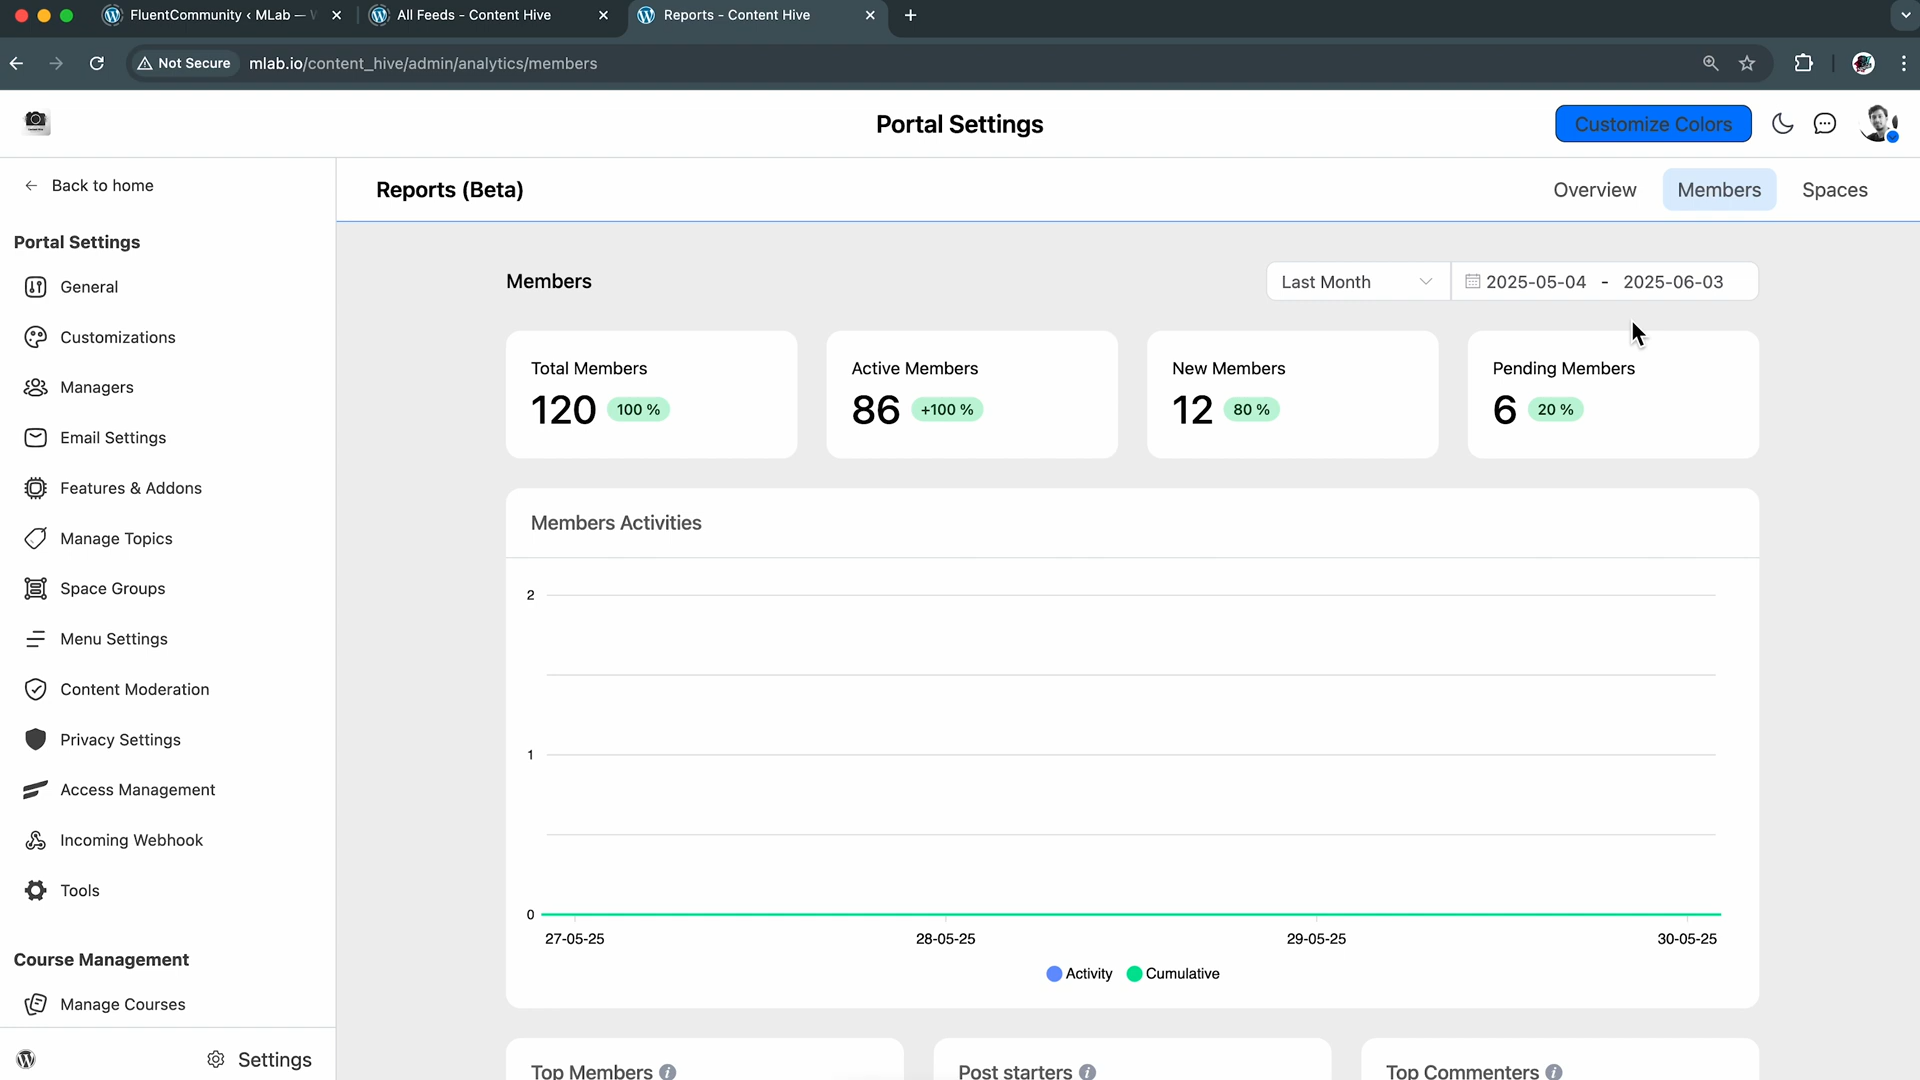 FluentCommunity ‹ MLab —
All Feeds - Content Hive
Reports - Content Hive
Not Secure
mlab.io/content_hive/admin/analytics/members
Portal Settings
Customize Colors
Back to home
Reports (Beta)
Overview
Members
Spaces
Portal Settings
General
Customizations
Managers
Email Settings
Features & Addons
Manage Topics
Space Groups
Menu Settings
Content Moderation
Privacy Settings
Access Management
Incoming Webhook
Tools
Course Management
Manage Courses
Settings
Members
Last Month
2025-05-04 - 2025-06-03
Total Members
120 100 %
Active Members
86 +100 %
New Members
12 80 %
Pending Members
6 20 %
Members Activities
2
1
0
27-05-25
28-05-25
29-05-25
30-05-25
Activity
Cumulative
Top Members
Post starters
Top Commenters